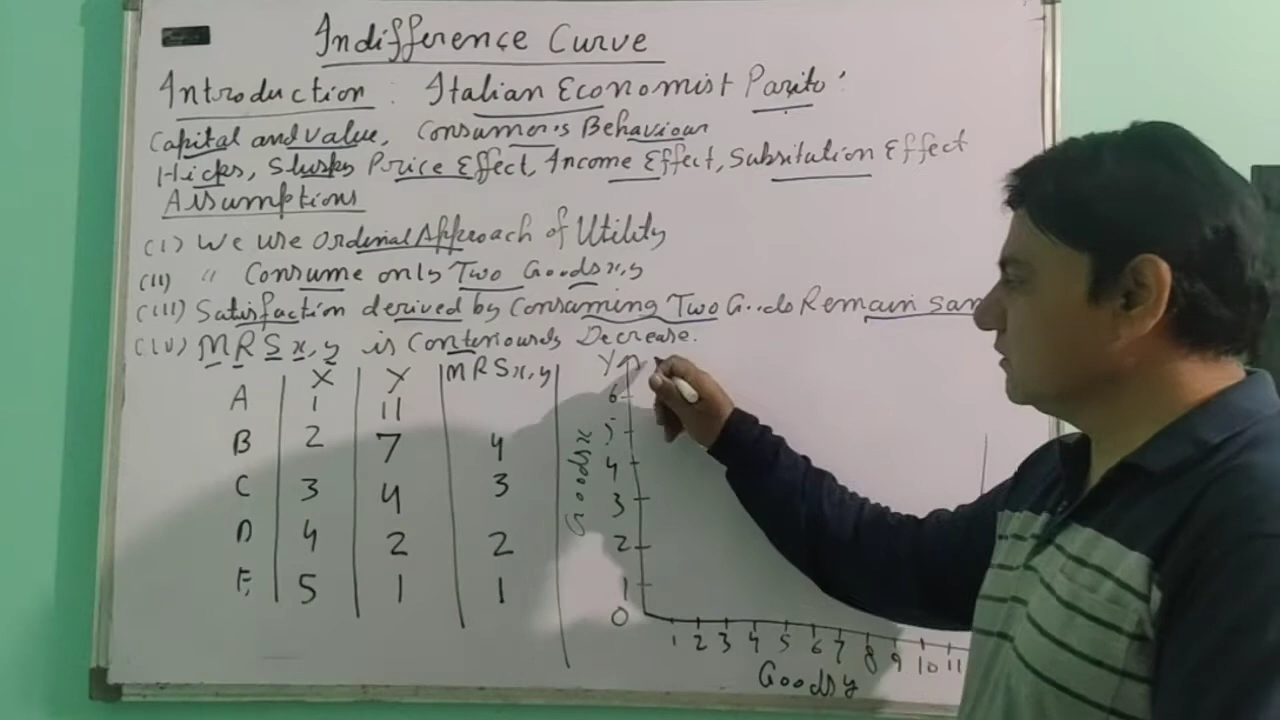 Indifference Curve
Introduction : Italian Economist Parito'
Capital and value, Consumer's Behaviour
Hicks, Slusky Price Effect, Income Effect, Subsitution Effect
Assumptions
(I) We use Ordinal Approach of Utility
(II) " Consume only Two Goods x,y
(III) Satisfaction derived by Consuming Two Goods Remain sam
(IV) MRS x,y is Conteniously Decrease.
X Y MRSx,y
A 1 11
B 2 7 4
C 3 4 3
D 4 2 2
E 5 1 1
Y
6
5
4
3
2
1
0
Goods x
1 2 3 4 5 6 7 8 9 10 11
Goods y